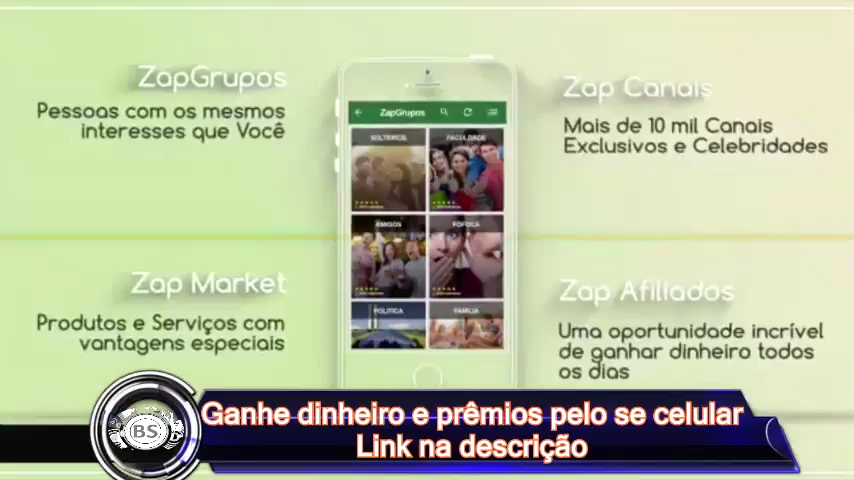 ZapGrupos
Pessoas com os mesmos
interesses que Você
Zap Canais
Mais de 10 mil Canais
Exclusivos e Celebridades
ZapGrupos
SOLTEIROS
FACULDADE
AMIGOS
FOFOCA
POLITICA
FAMILIA
Zap Market
Produtos e Serviços com
vantagens especiais
Zap Afiliados
Uma oportunidade incrível
de ganhar dinheiro todos
os dias
BS
Ganhe dinheiro e prêmios pelo se celular
Link na descrição